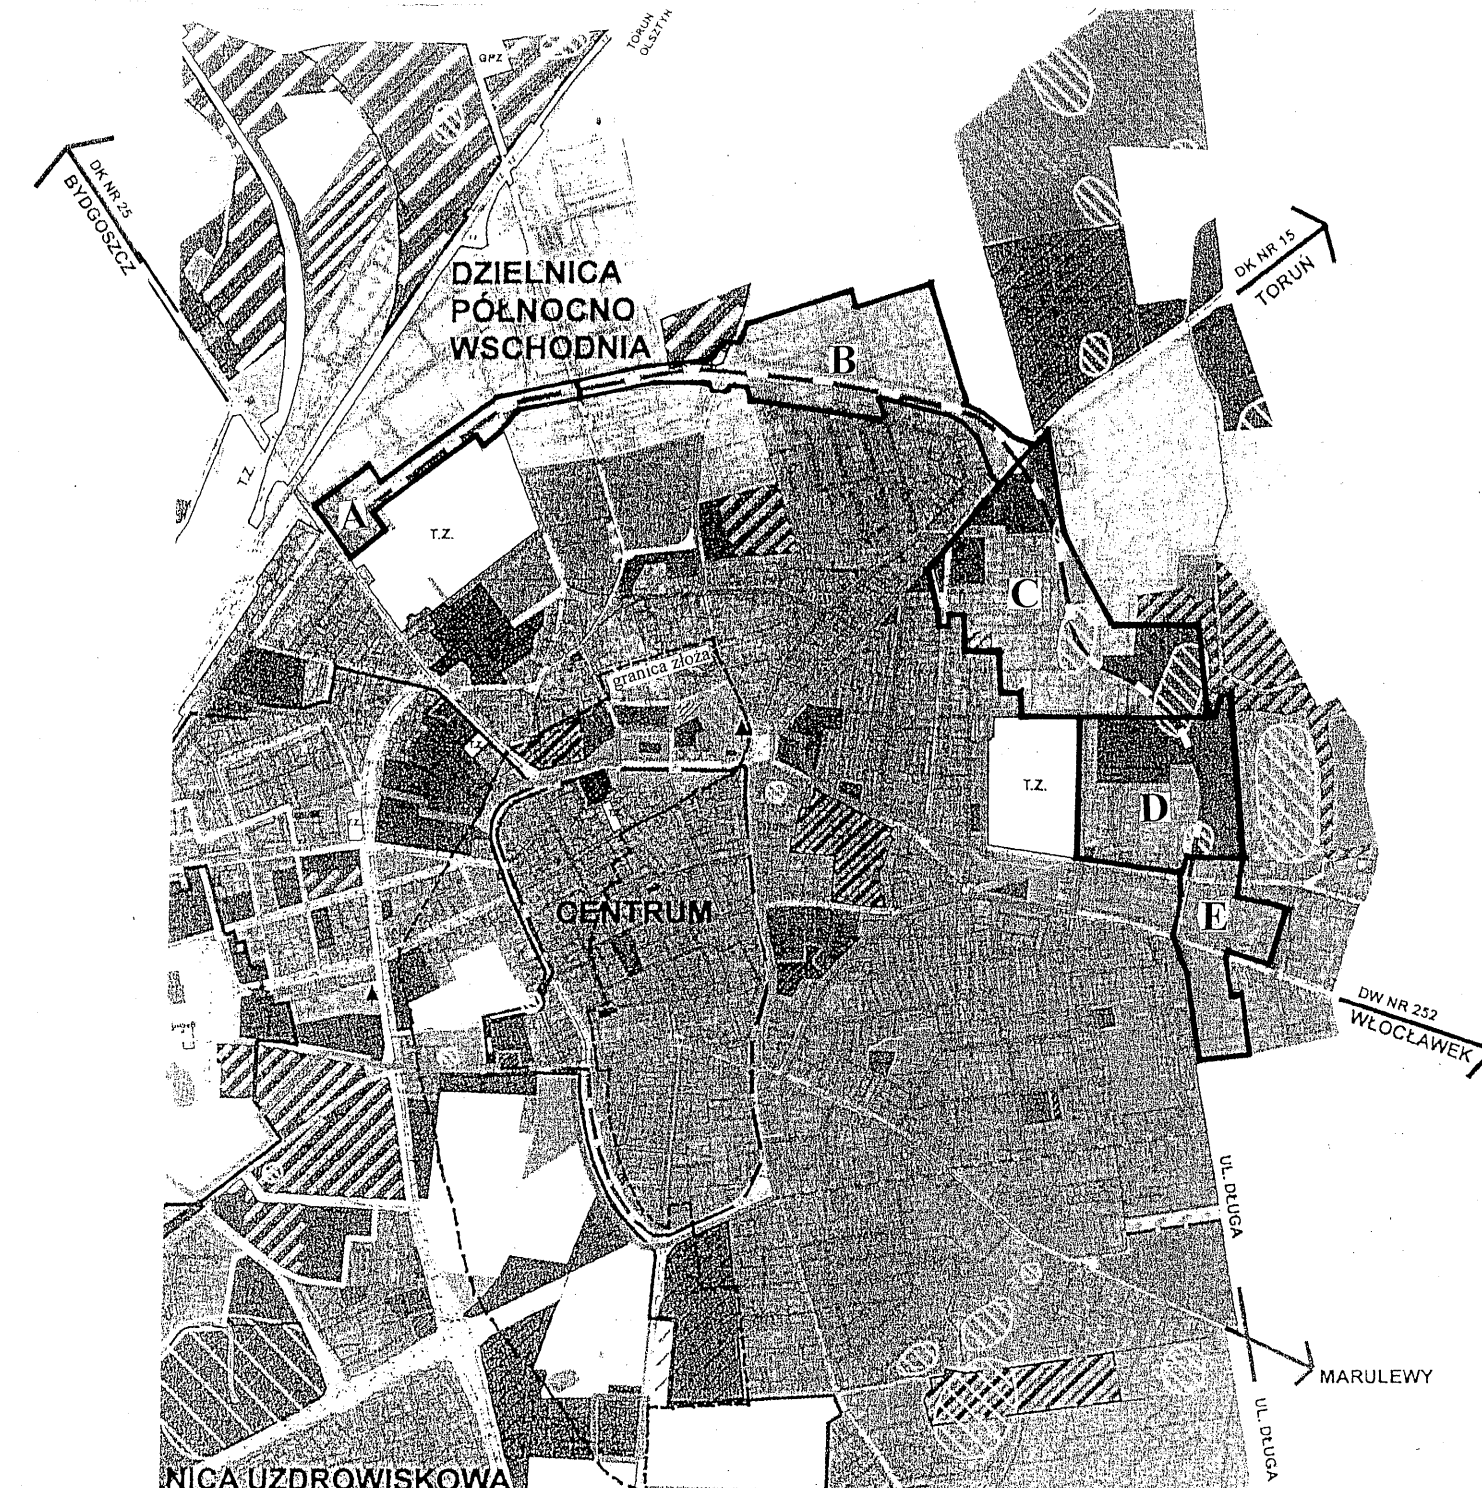 TORUŃ
OLSZTYN
GPZ
DK NR 25
BYDGOSZCZ
DK NR 15
TORUŃ
DZIELNICA
PÓŁNOCNO
WSCHODNIA
B
T.Z.
A
T.Z.
C
granica złoża
T.Z.
D
T.Z.
CENTRUM
E
DW NR 252
WŁOCŁAWEK
UL. DŁUGA
MARULEWY
UL. DŁUGA
NICA UZDROWISKOWA